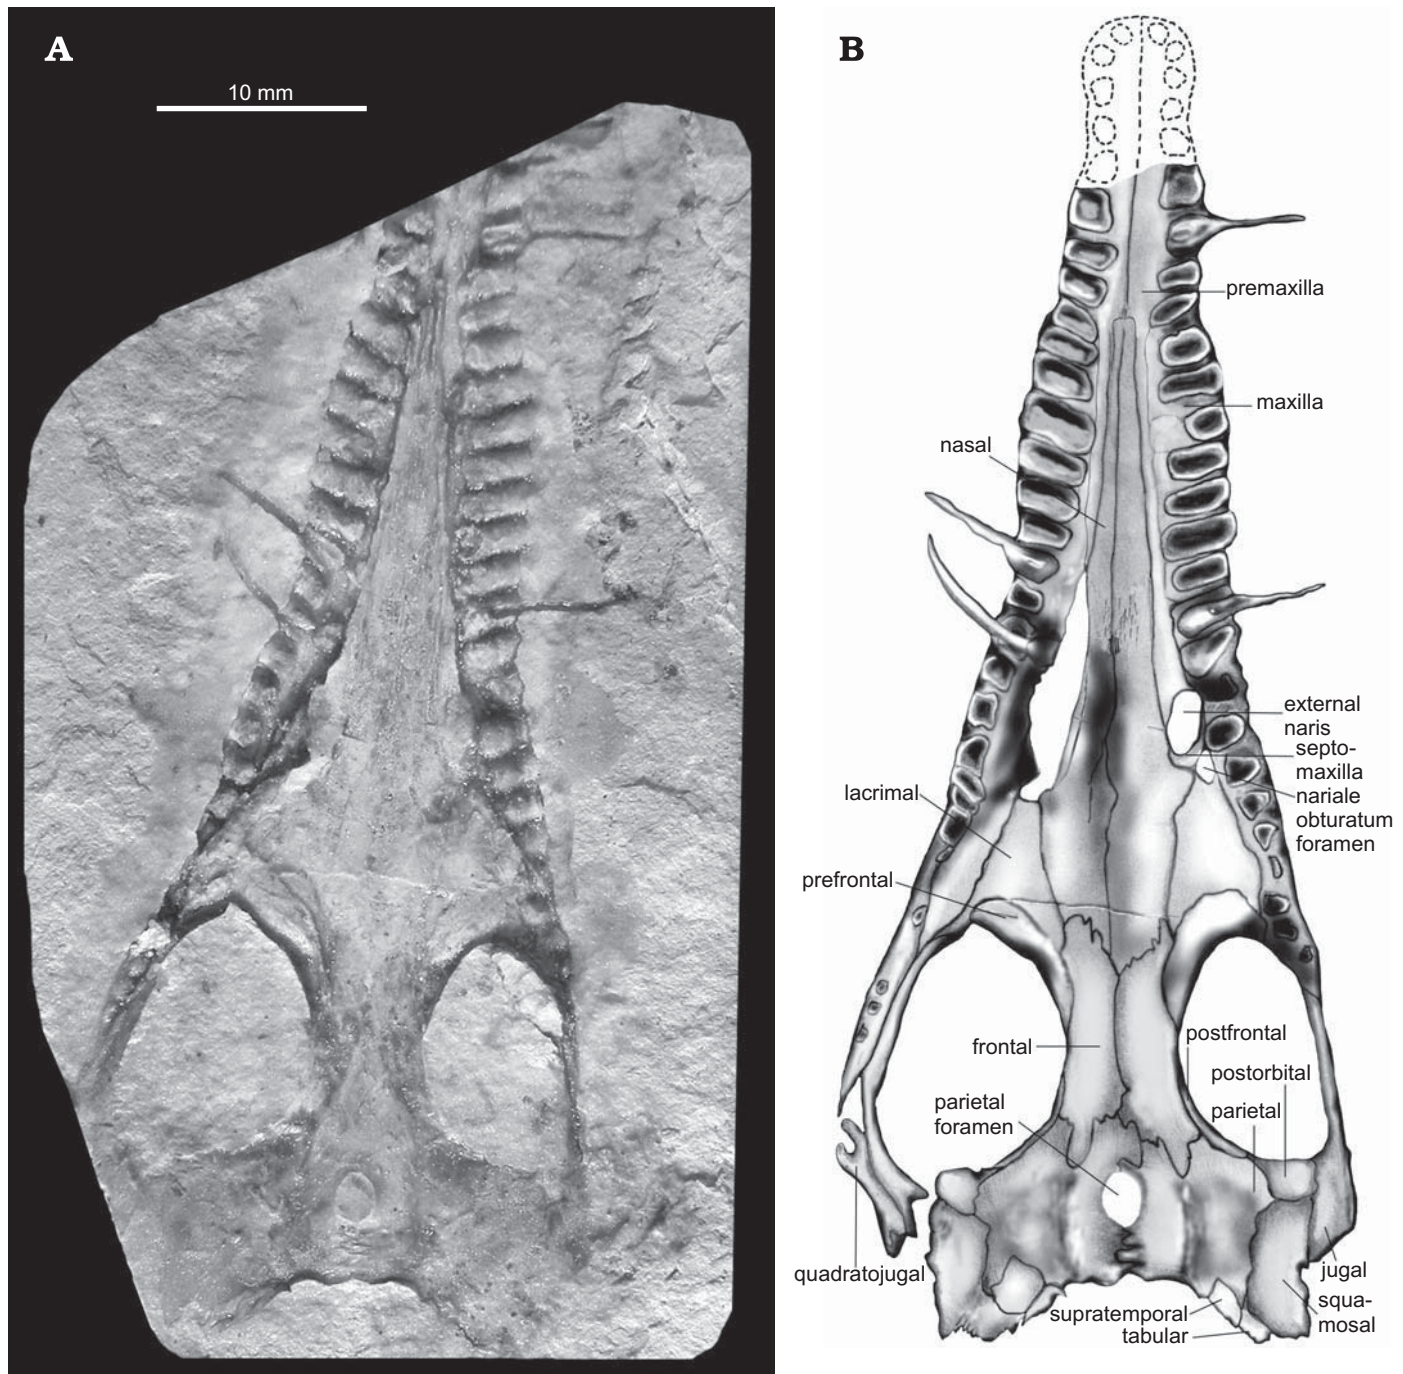 A
10 mm
B
premaxilla
maxilla
nasal
external
naris
septo-
maxilla
nariale
obturatum
foramen
lacrimal
prefrontal
frontal
postfrontal
postorbital
parietal
parietal
foramen
quadratojugal
jugal
supratemporal
squa-
mosal
tabular